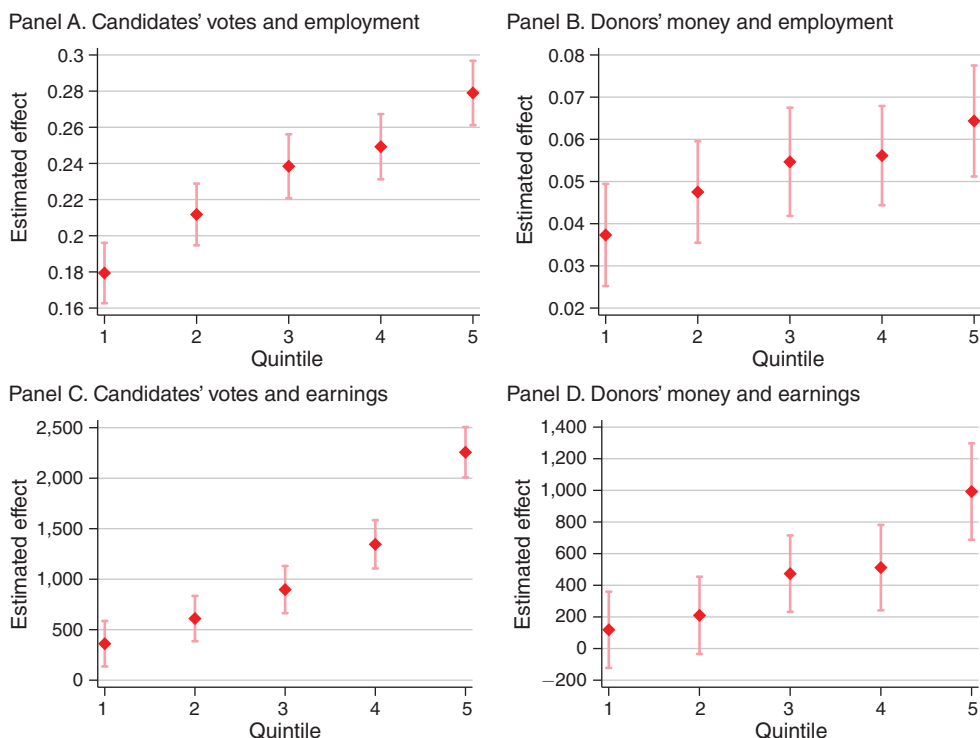 Panel A. Candidates’ votes and employment
0.3
0.28
0.26
0.24
0.22
0.2
0.18
0.16
Estimated effect
1 2 3 4 5
Quintile
Panel B. Donors’ money and employment
0.08
0.07
0.06
0.05
0.04
0.03
0.02
Estimated effect
1 2 3 4 5
Quintile
Panel C. Candidates’ votes and earnings
2,500
2,000
1,500
1,000
500
0
Estimated effect
1 2 3 4 5
Quintile
Panel D. Donors’ money and earnings
1,400
1,200
1,000
800
600
400
200
0
−200
Estimated effect
1 2 3 4 5
Quintile